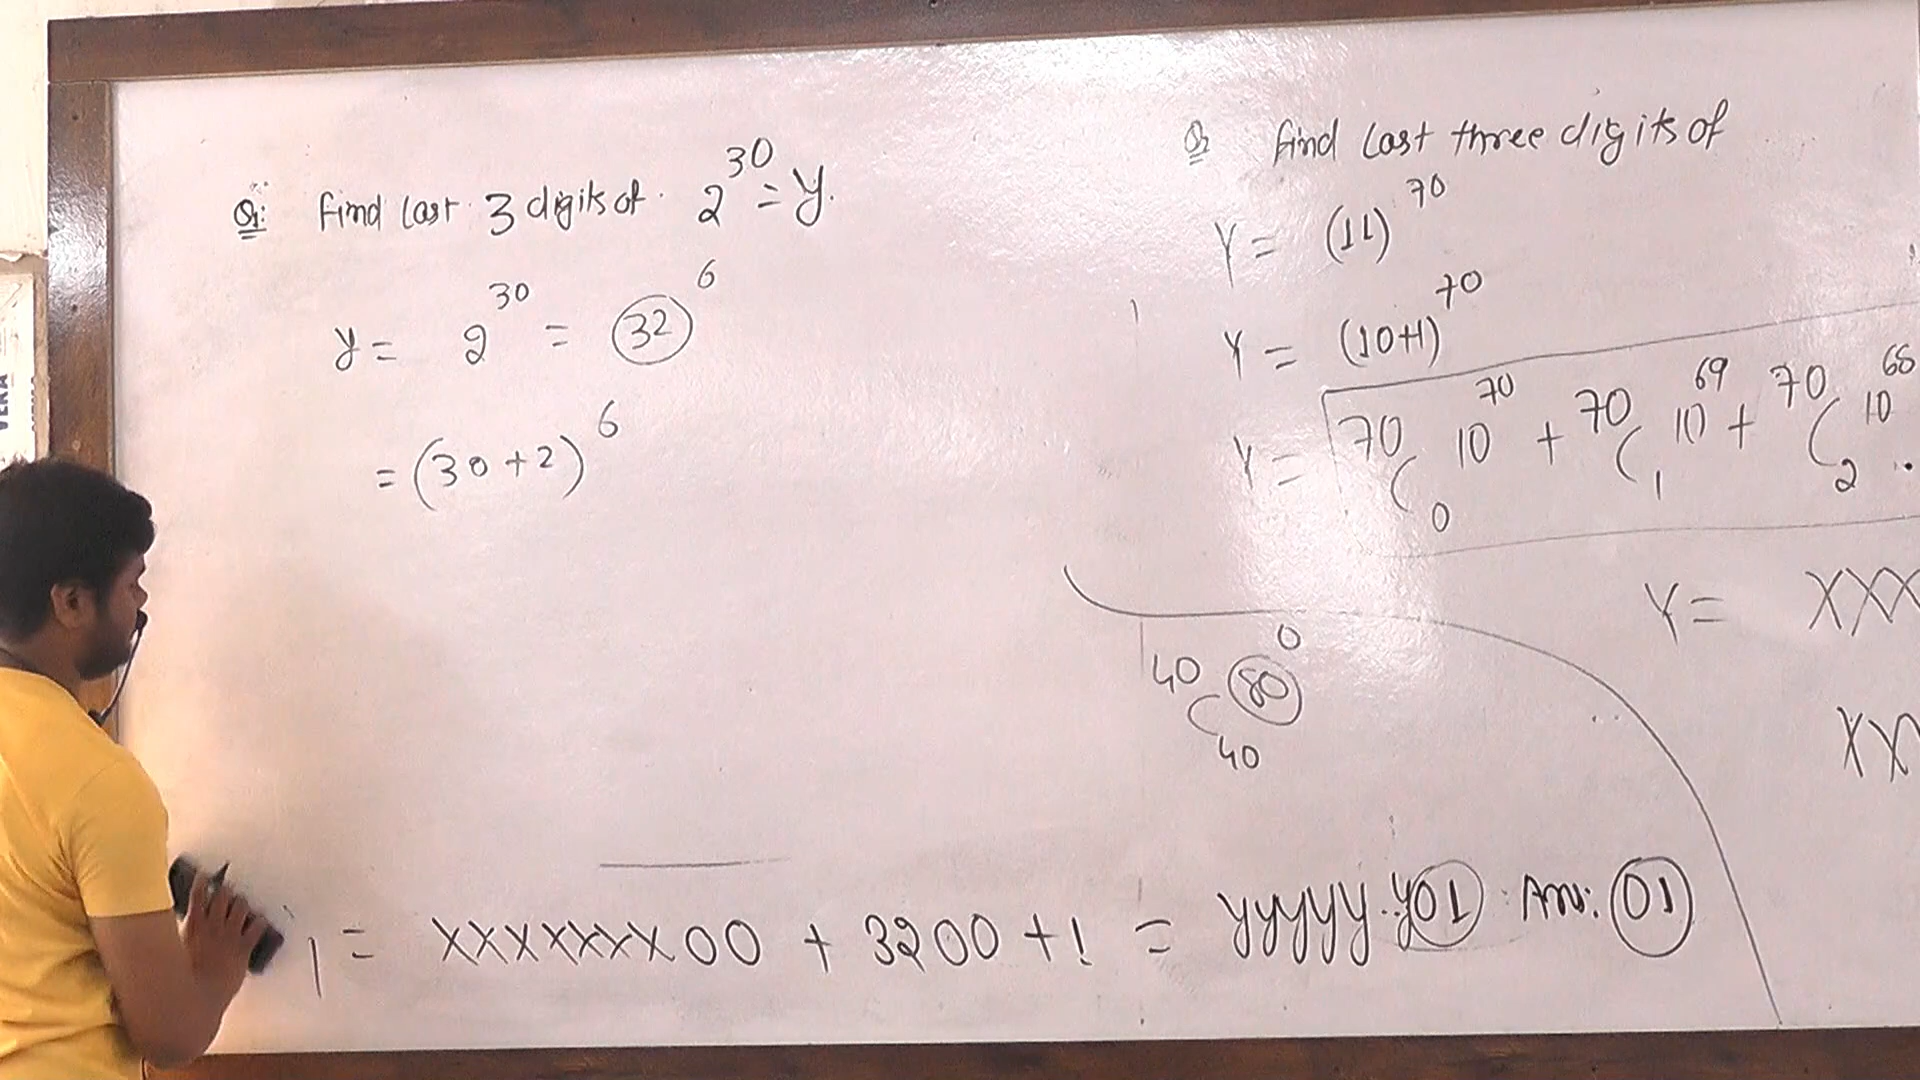 Q: Find last 3 digits of 2^30 = y.
y = 2^30 = (32)^6
= (30+2)^6
Q Find Last three digits of
Y = (11)^70
Y = (10+1)^70
Y = 70C0 10^70 + 70C1 10^69 + 70C2 10^68 ..
Y = XXX
XX
40C40 (80)^0
= XXXXXXX00 + 3200 + 1 = yyyyy..y01 Ans: 01